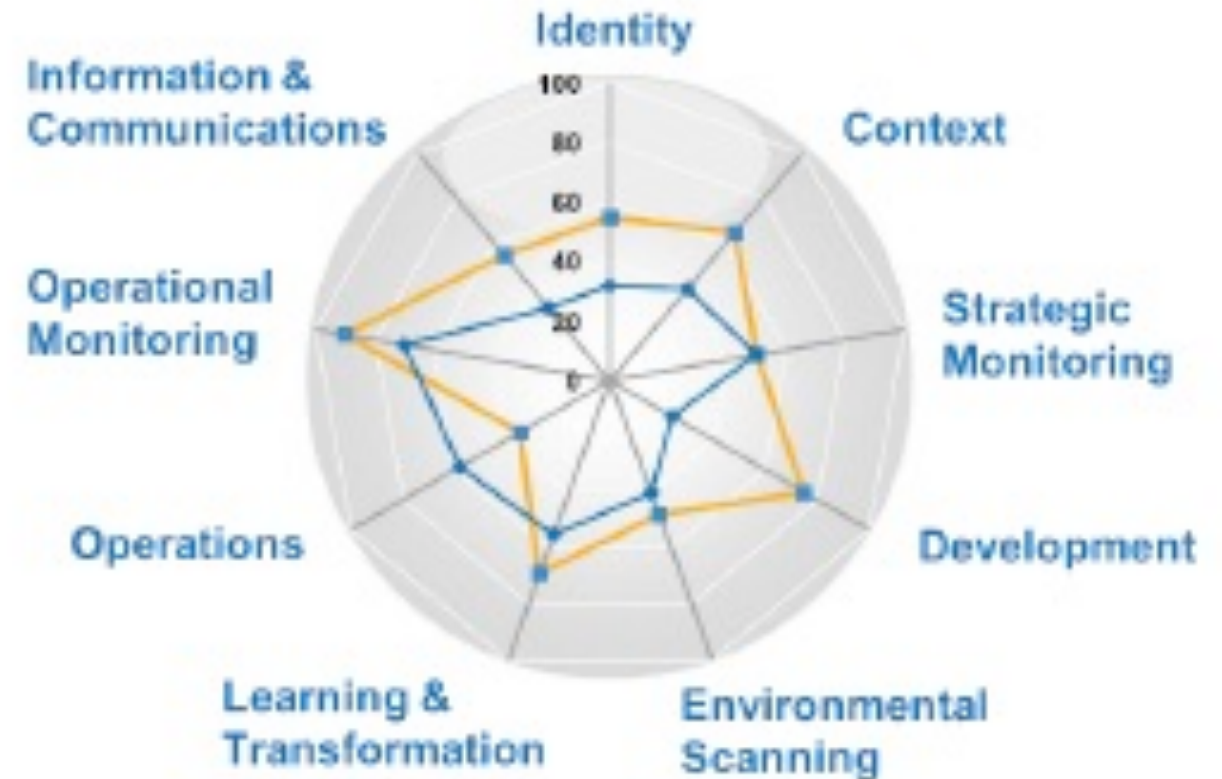 Identity
Information &
Communications
Context
100
80
60
40
20
0
Operational
Monitoring
Strategic
Monitoring
Operations
Development
Learning &
Transformation
Environmental
Scanning